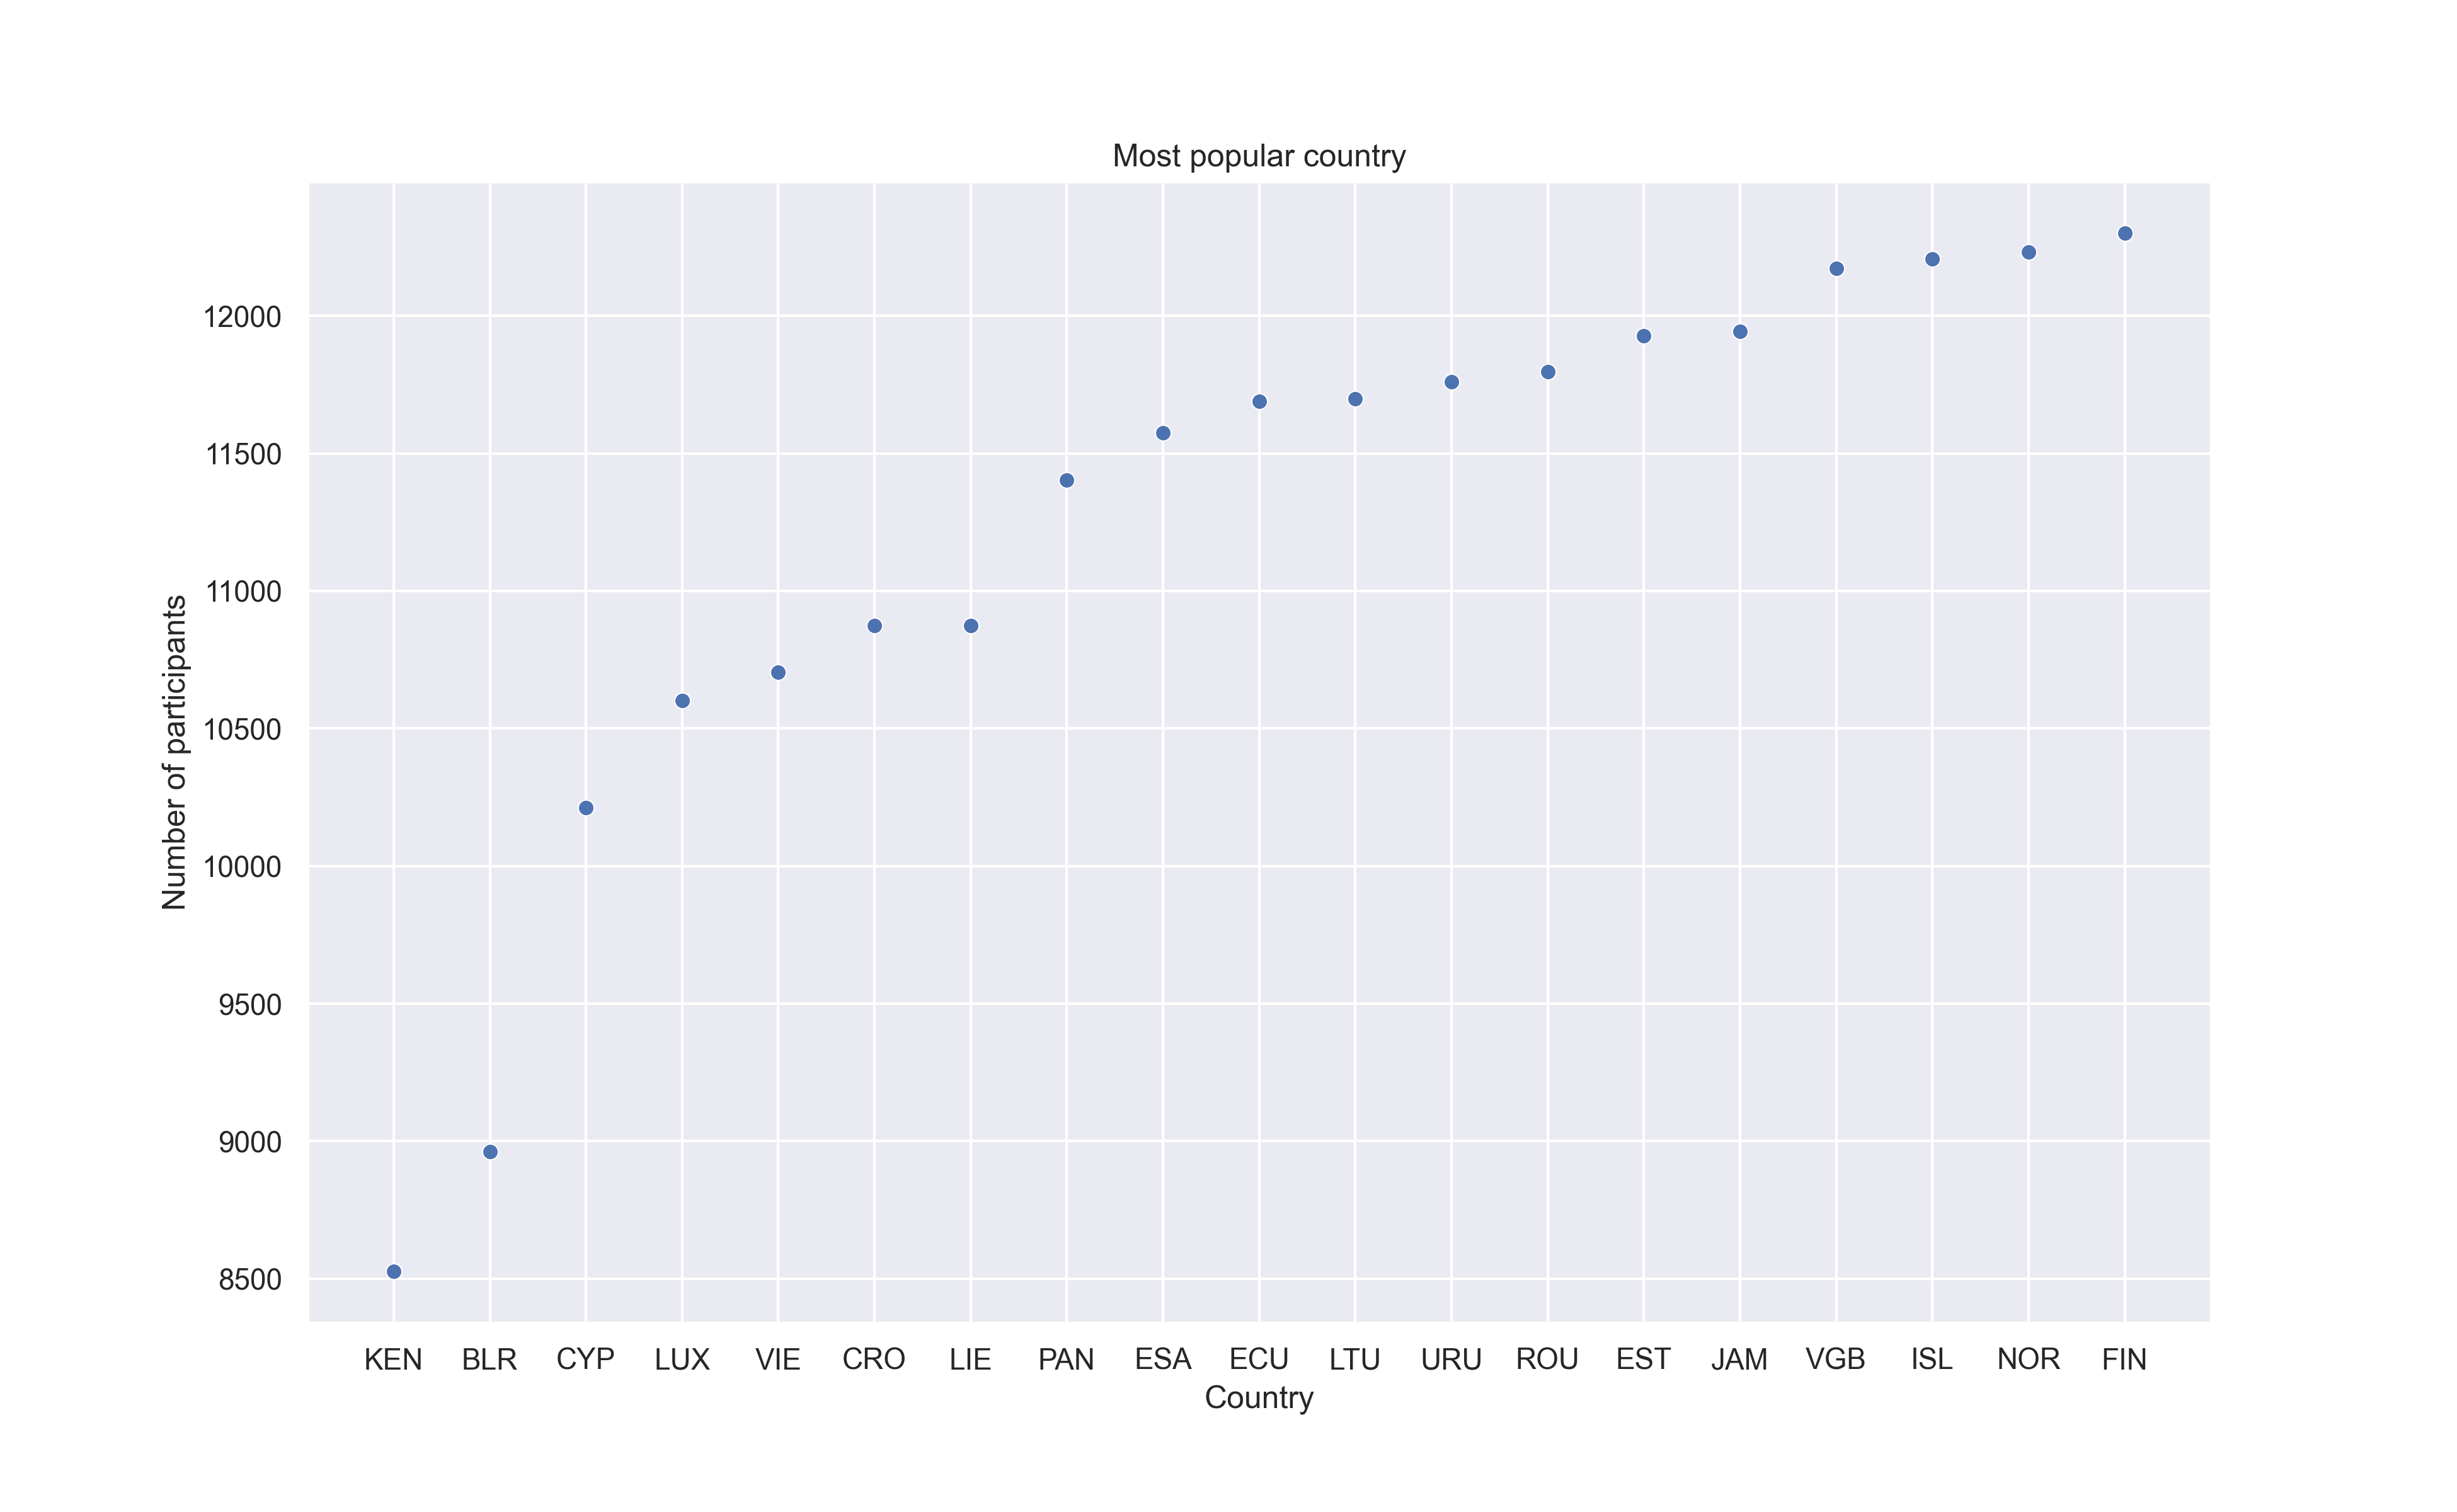 Most popular country
Number of participants
12000
11500
11000
10500
10000
9500
9000
8500
KEN BLR CYP LUX VIE CRO LIE PAN ESA ECU LTU URU ROU EST JAM VGB ISL NOR FIN
Country